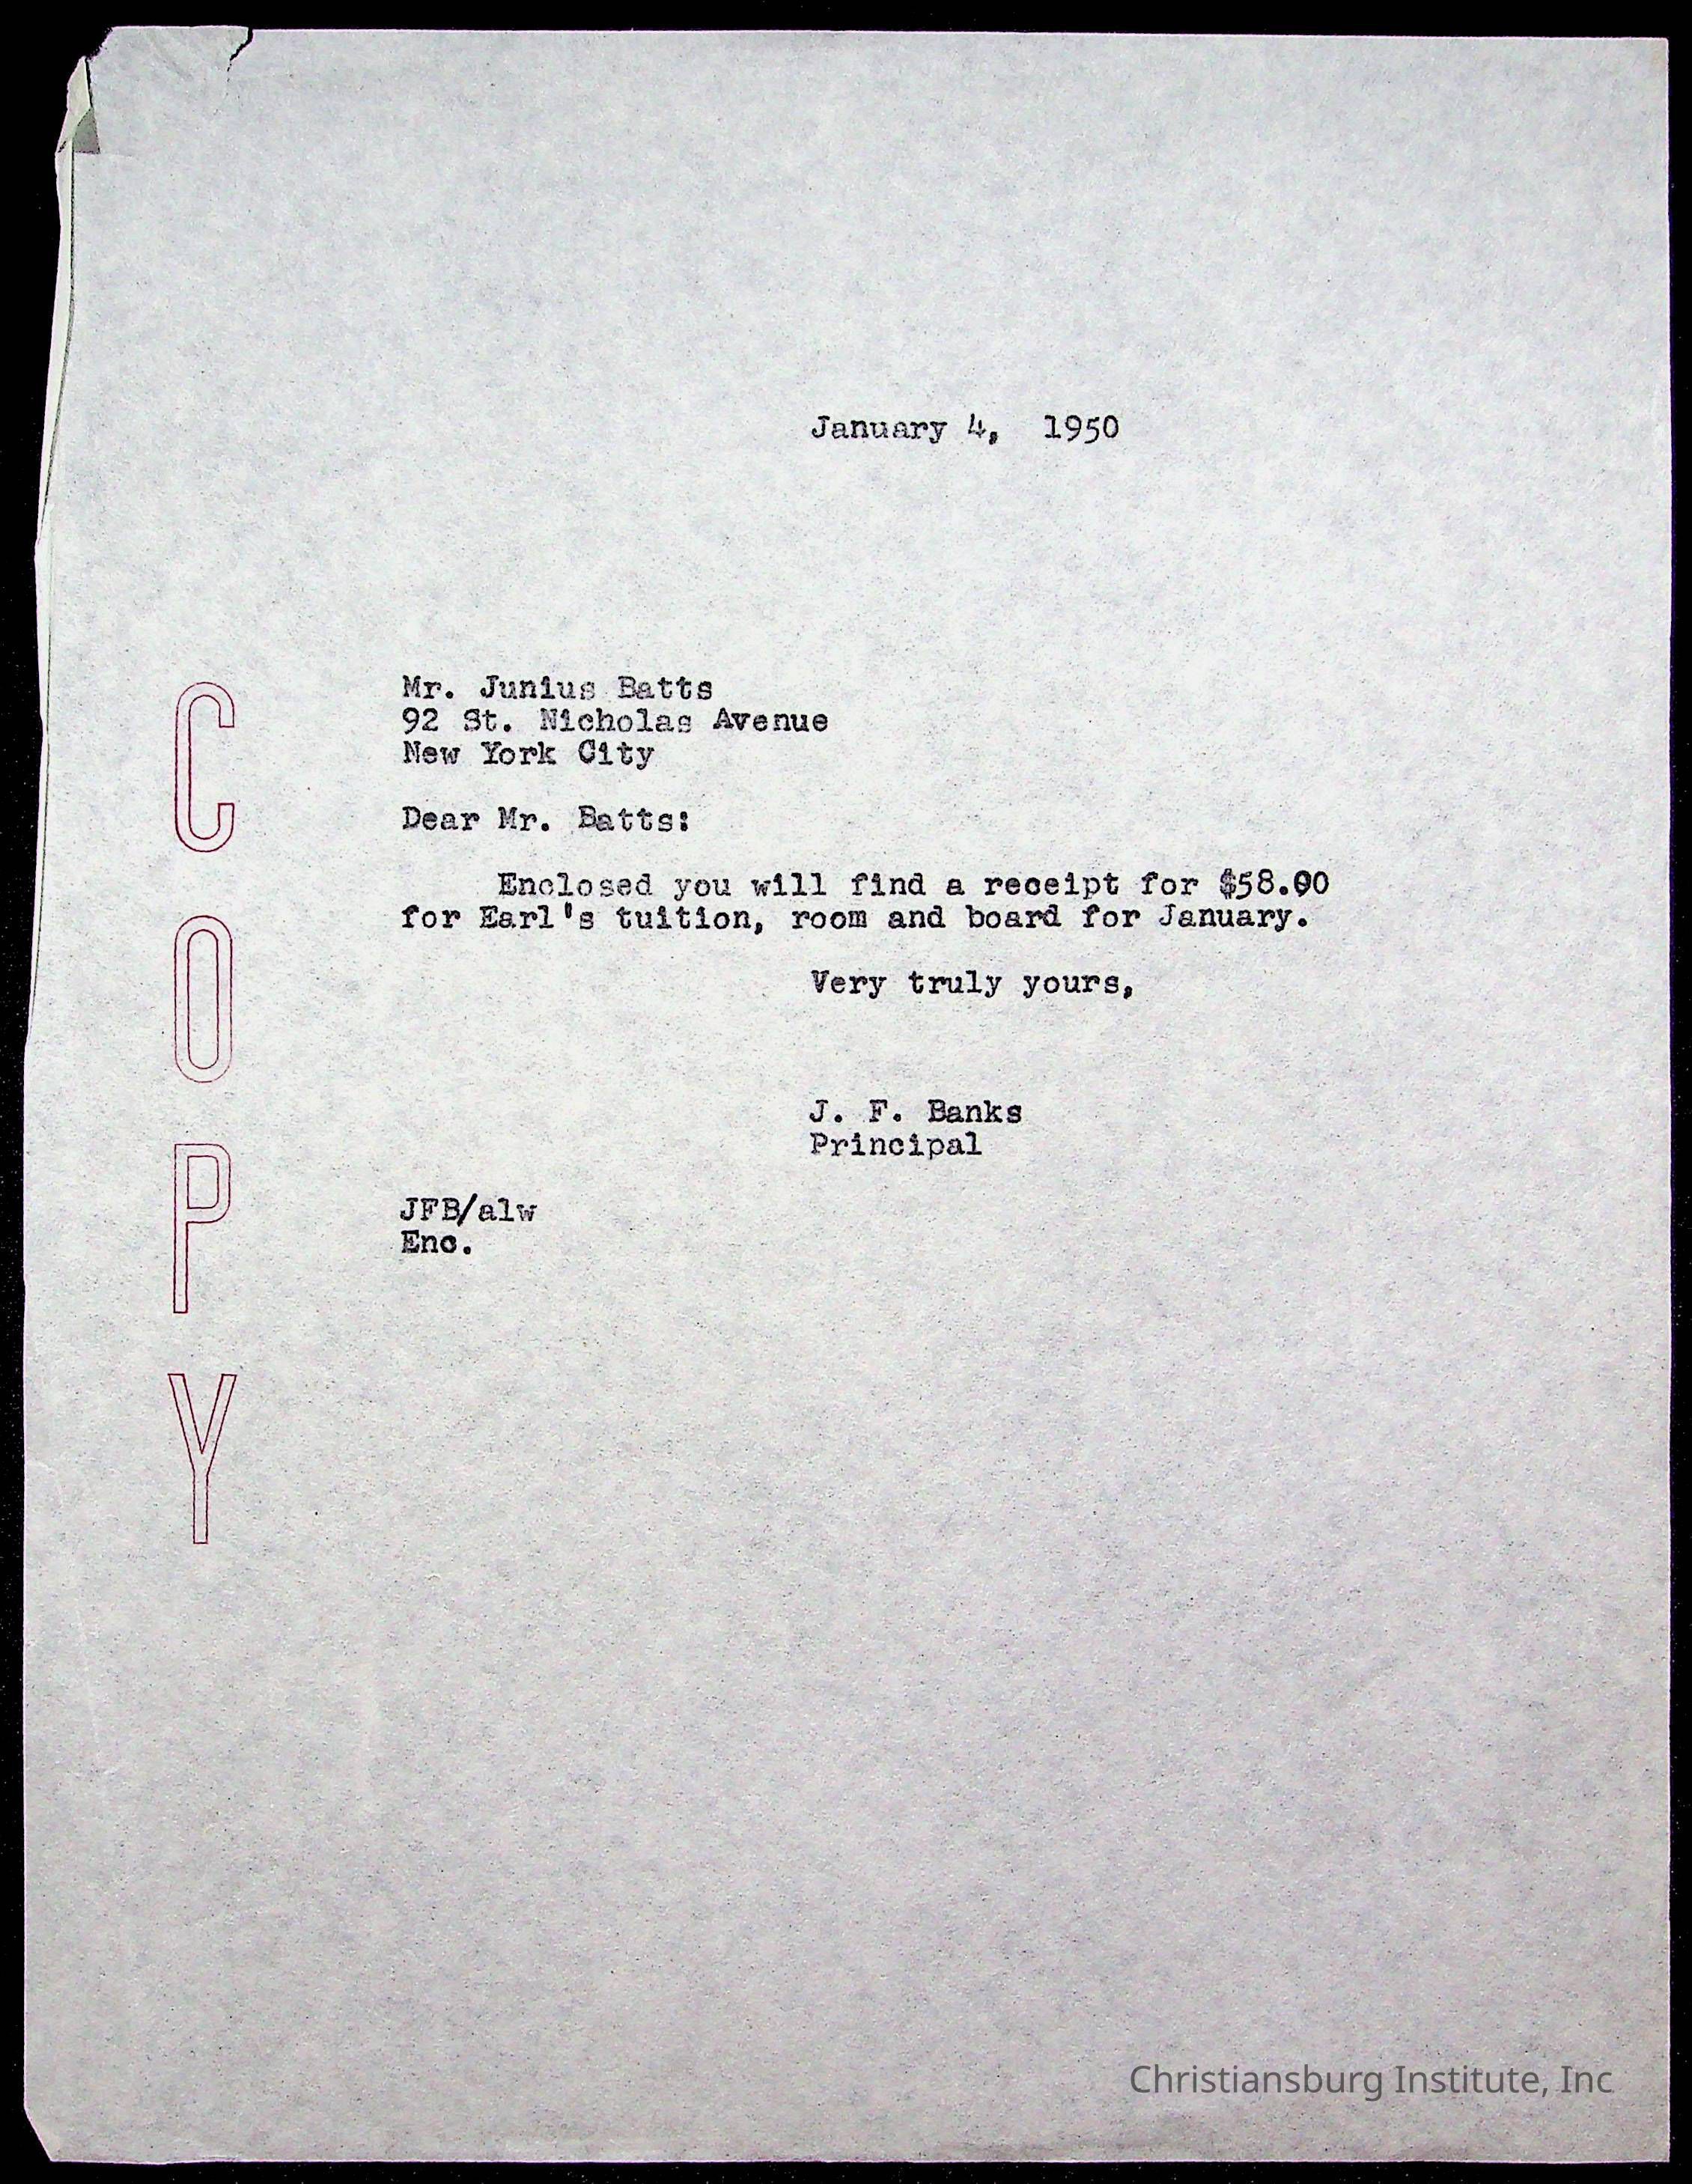 January 4, 1950
Mr. Junius Batts
92 St. Nicholas Avenue
New York City
Dear Mr. Batts:
Enclosed you will find a receipt for $58.00
for Earl's tuition, room and board for January.
Very truly yours,
J. F. Banks
Principal
JFB/alw
Enc.
COPY
Christiansburg Institute, Inc